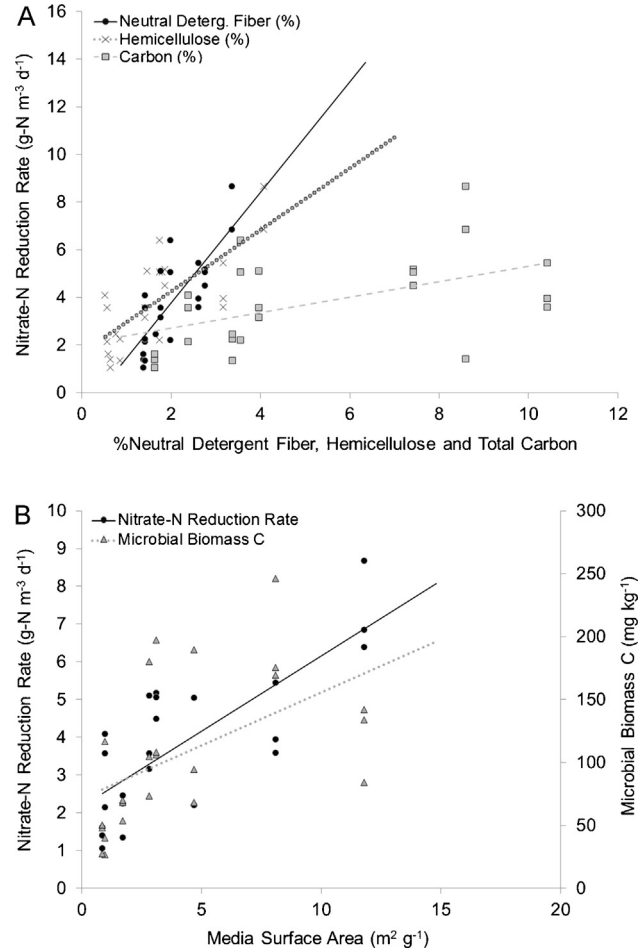 A
Neutral Deterg. Fiber (%)
Hemicellulose (%)
Carbon (%)
16
14
12
10
8
6
4
2
0
Nitrate-N Reduction Rate (g-N m⁻³ d⁻¹)
0 2 4 6 8 10 12
%Neutral Detergent Fiber, Hemicellulose and Total Carbon
B
Nitrate-N Reduction Rate
Microbial Biomass C
10
9
8
7
6
5
4
3
2
1
0
Nitrate-N Reduction Rate (g-N m⁻³ d⁻¹)
300
250
200
150
100
50
0
Microbial Biomass C (mg kg⁻¹)
0 5 10 15 20
Media Surface Area (m² g⁻¹)